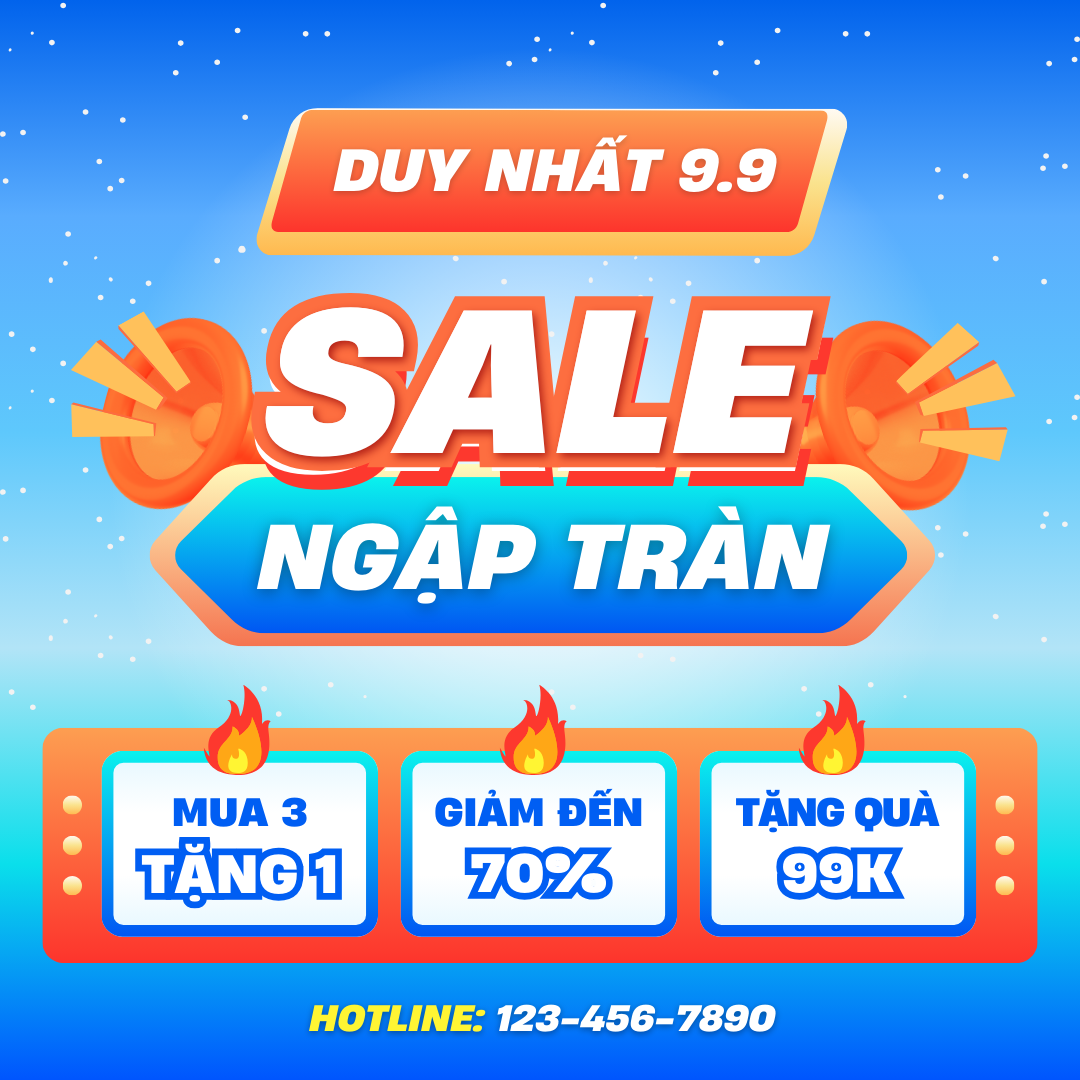 DUY NHẤT 9.9
SALE
NGẬP TRÀN
MUA 3
TẶNG 1
GIẢM ĐẾN
70%
TẶNG QUÀ
99K
HOTLINE: 123-456-7890